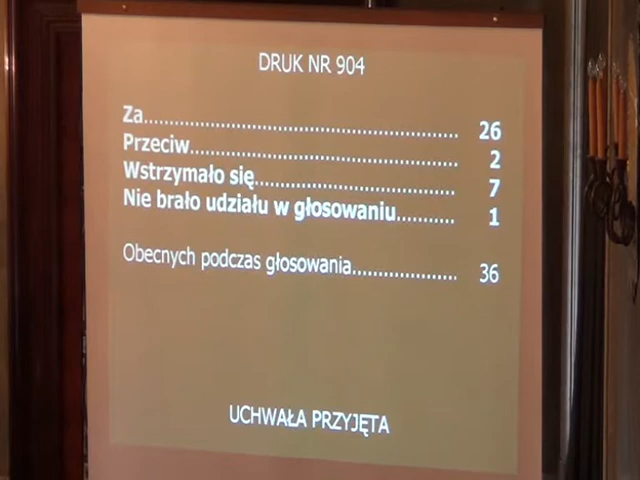 DRUK NR 904
Za............................................................ 26
Przeciw................................................... 2
Wstrzymało się...................................... 7
Nie brało udziału w głosowaniu........... 1
Obecnych podczas głosowania.................... 36
UCHWAŁA PRZYJĘTA